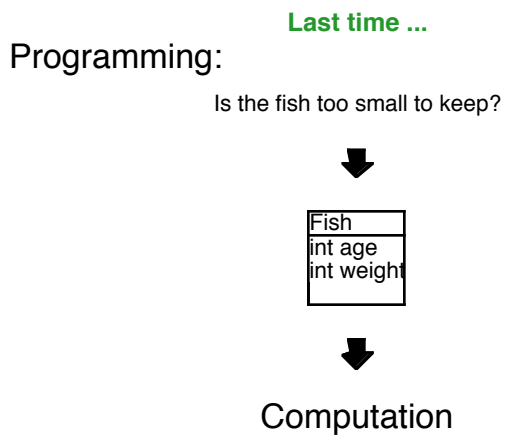 Last time ...
Programming:
Is the fish too small to keep?
Fish
int age
int weight
Computation